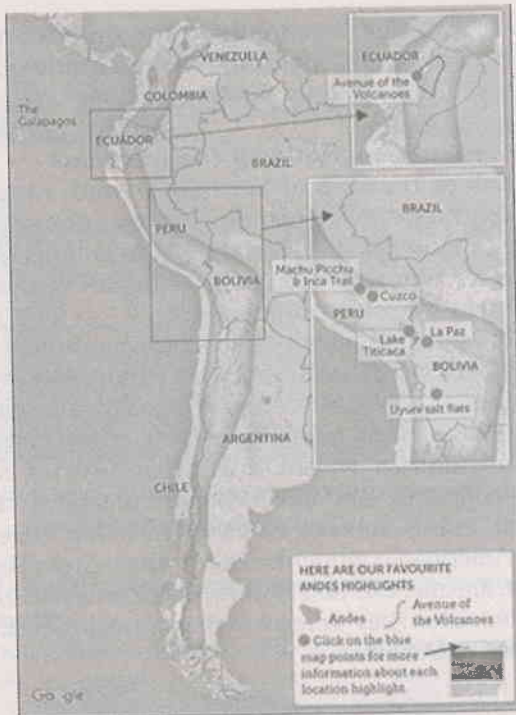 VENEZUELA
COLOMBIA
The
Galapagos
ECUADOR
BRAZIL
PERU
BOLIVIA
ARGENTINA
CHILE
ECUADOR
Avenue of the
Volcanoes
BRAZIL
Machu Picchu
& Inca Trail
Cuzco
PERU
Lake
Titicaca
La Paz
BOLIVIA
Uyuni salt flats
HERE ARE OUR FAVOURITE
ANDES HIGHLIGHTS
Andes
Avenue of
the Volcanoes
Click on the blue
map points for more
information about each
location highlight.
Google